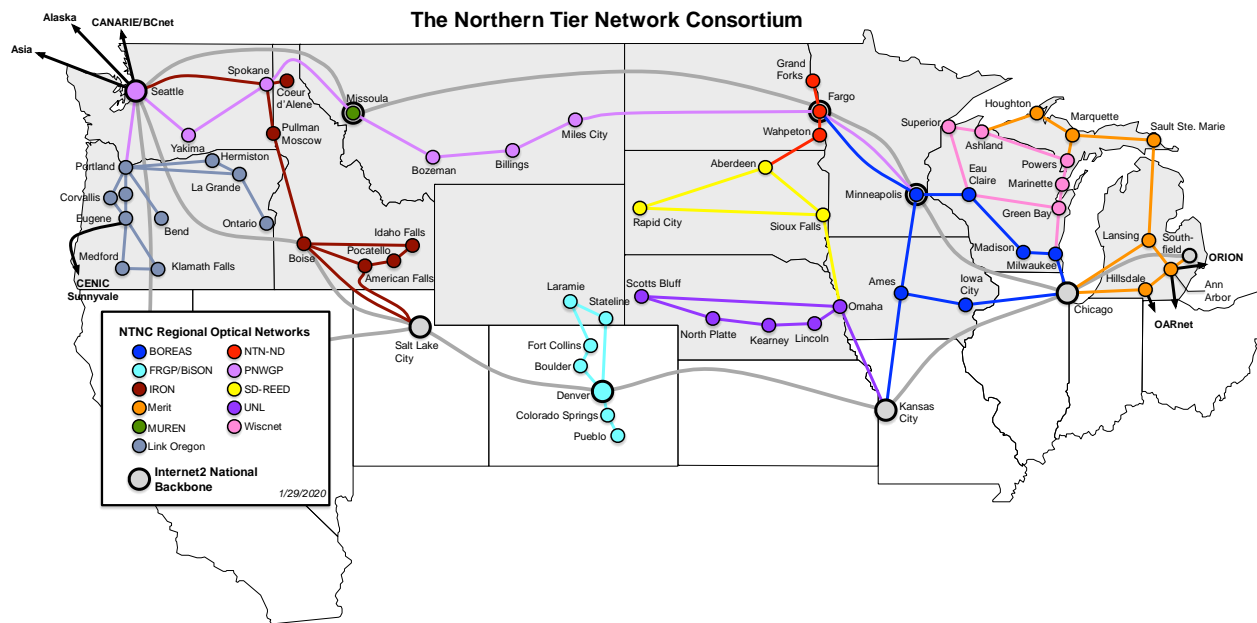 The Northern Tier Network Consortium
Alaska
CANARIE/BCnet
Asia
Seattle
Spokane
Coeur
d'Alene
Missoula
Grand
Forks
Fargo
Wahpeton
Houghton
Marquette
Sault Ste. Marie
Superior
Ashland
Powers
Marinette
Green Bay
Eau
Claire
Yakima
Pullman
Moscow
Miles City
Billings
Bozeman
Portland
Hermiston
La Grande
Ontario
Corvallis
Eugene
Bend
Medford
Klamath Falls
CENIC
Sunnyvale
Aberdeen
Rapid City
Sioux Falls
Minneapolis
Madison
Milwaukee
Lansing
South-
field
ORION
Hillsdale
Ann
Arbor
OARnet
Chicago
Idaho Falls
Pocatello
American Falls
Boise
Salt Lake
City
Laramie
Stateline
Fort Collins
Boulder
Denver
Colorado Springs
Pueblo
Scotts Bluff
North Platte
Kearney
Lincoln
Omaha
Ames
Iowa
City
Kansas
City
NTNC Regional Optical Networks
BOREAS
NTN-ND
FRGP/BiSON
PNWGP
IRON
SD-REED
Merit
UNL
MUREN
Wiscnet
Link Oregon
Internet2 National
Backbone
1/29/2020